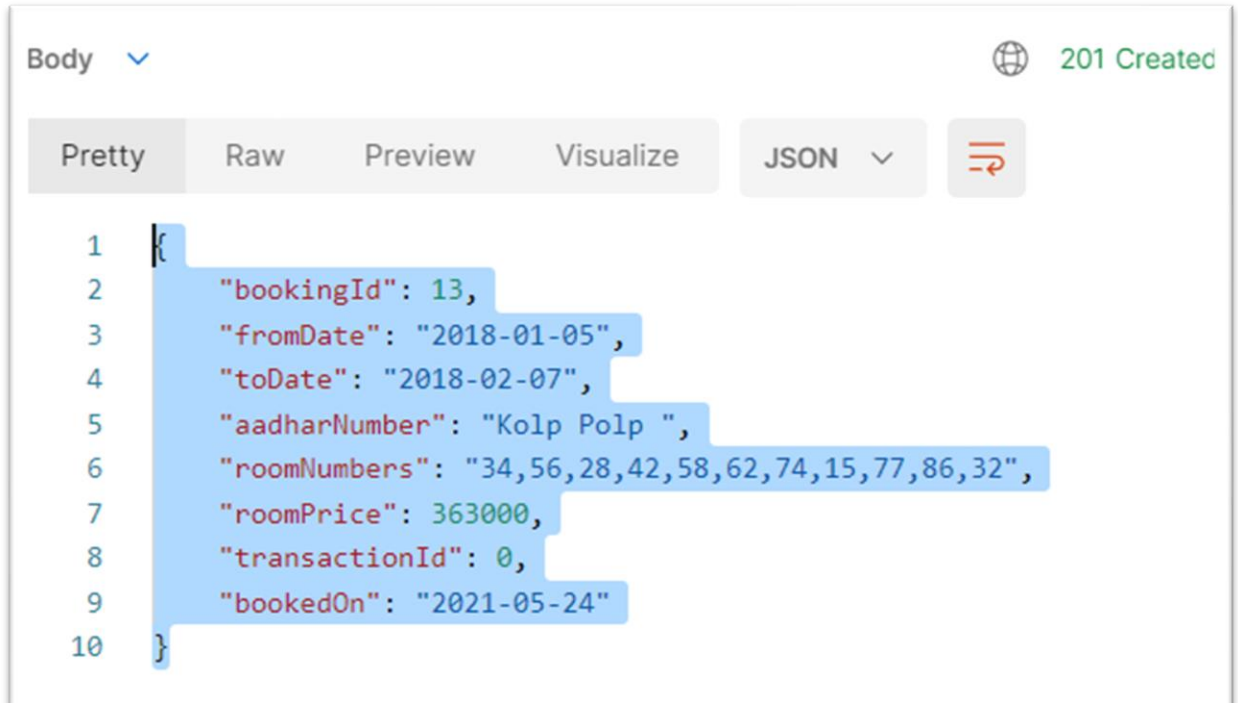 Body 201 Created
Pretty Raw Preview Visualize JSON
1 {
2 "bookingId": 13,
3 "fromDate": "2018-01-05",
4 "toDate": "2018-02-07",
5 "aadharNumber": "Kolp Polp ",
6 "roomNumbers": "34,56,28,42,58,62,74,15,77,86,32",
7 "roomPrice": 363000,
8 "transactionId": 0,
9 "bookedOn": "2021-05-24"
10 }